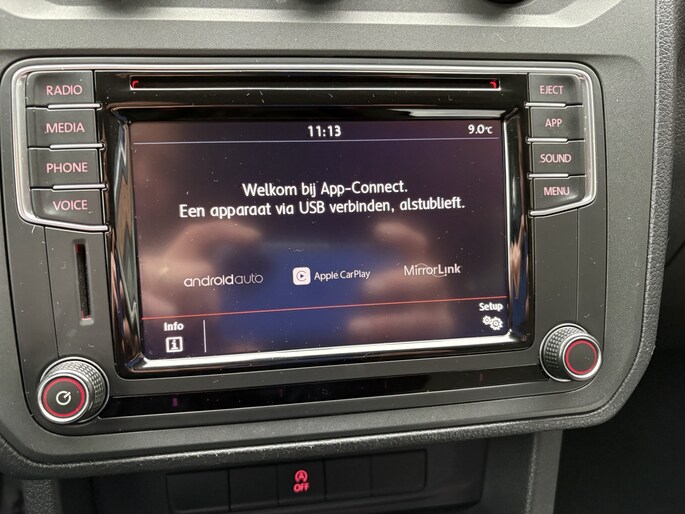 RADIO
MEDIA
PHONE
VOICE
EJECT
APP
SOUND
MENU
11:13
9.0°C
Welkom bij App-Connect.
Een apparaat via USB verbinden, alstublieft.
androidauto
Apple CarPlay
MirrorLink
Info
Setup
OFF